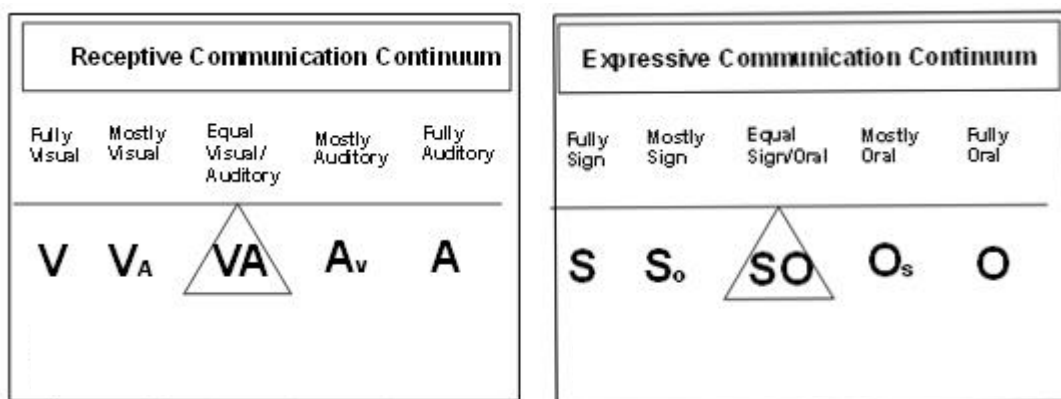 Receptive Communication Continuum
Fully Visual
Mostly Visual
Equal Visual/ Auditory
Mostly Auditory
Fully Auditory
V
VA
VA
Av
A
Expressive Communication Continuum
Fully Sign
Mostly Sign
Equal Sign/Oral
Mostly Oral
Fully Oral
S
So
SO
Os
O